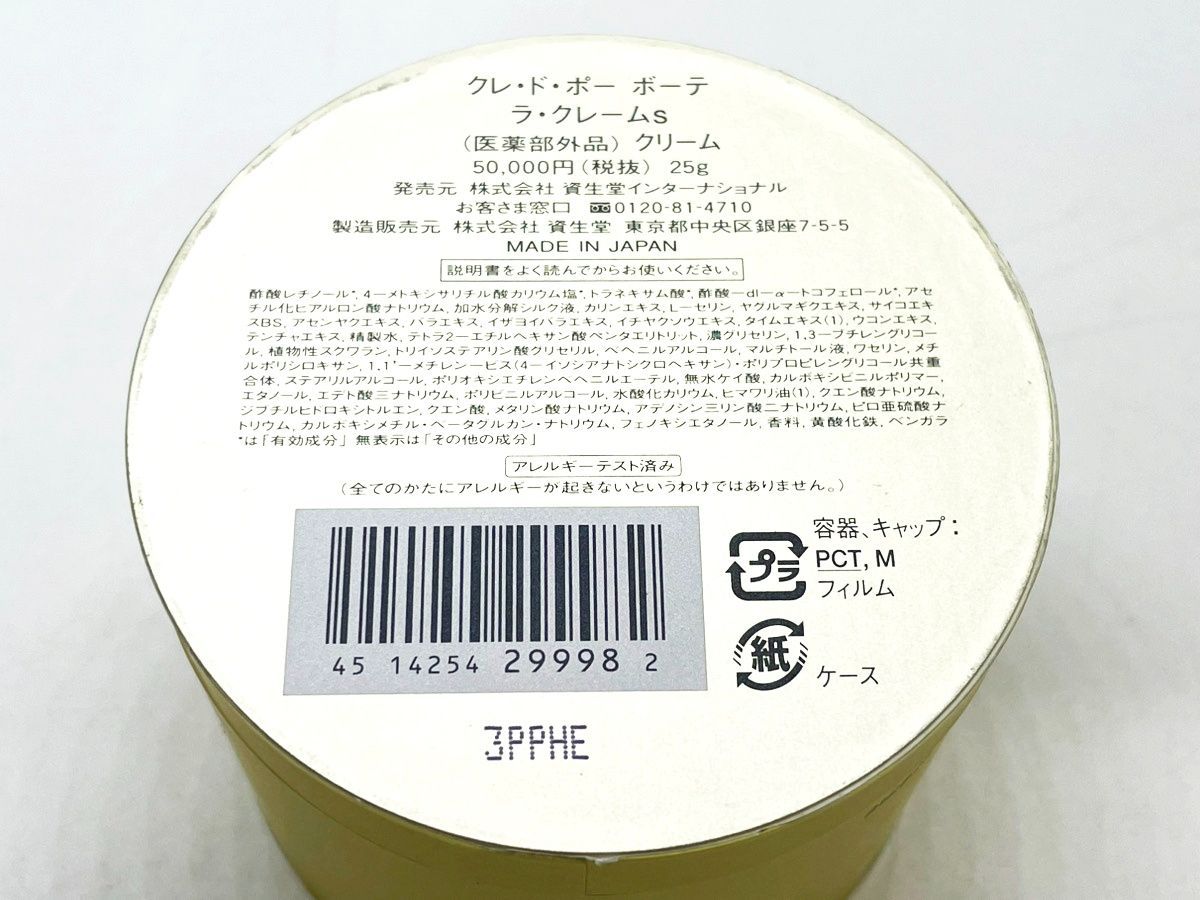 クレ・ド・ポー ボーテ
ラ・クレームs
(医薬部外品) クリーム
50,000円(税抜) 25g
発売元 株式会社 資生堂インターナショナル
お客さま窓口 0120-81-4710
製造販売元 株式会社 資生堂 東京都中央区銀座7-5-5
MADE IN JAPAN
説明書をよく読んでからお使いください。
酢酸レチノール*, 4-メトキシサリチル酸カリウム塩*, トラネキサム酸*, 酢酸-dl-α-トコフェロール*, アセ
チル化ヒアルロン酸ナトリウム, 加水分解シルク液, カリンエキス, L-セリン, ヤグルマギクエキス, サイコエキ
スBS, アセンヤクエキス, バラエキス, イザヨイバラエキス, イチヤクソウエキス, タイムエキス(1), ウコンエキス,
テンチャエキス, 精製水, テトラ2-エチルヘキサン酸ペンタエリトリット, 濃グリセリン, 1,3-ブチレングリコー
ル, 植物性スクワラン, トリイソステアリン酸グリセリル, ベヘニルアルコール, マルチトール液, ワセリン, メチ
ルポリシロキサン, 1,1'-メチレン-ビス(4-イソシアナトシクロヘキサン)・ポリプロピレングリコール共重
合体, ステアリルアルコール, ポリオキシエチレンベヘニルエーテル, 無水ケイ酸, カルボキシビニルポリマー,
エタノール, エデト酸三ナトリウム, ポリビニルアルコール, 水酸化カリウム, ヒマワリ油(1), クエン酸ナトリウム,
ジブチルヒドロキシトルエン, クエン酸, メタリン酸ナトリウム, アデノシン三リン酸二ナトリウム, ピロ亜硫酸ナ
トリウム, カルボキシメチル・ベータグルカン・ナトリウム, フェノキシエタノール, 香料, 黄酸化鉄, ベンガラ
*は「有効成分」無表示は「その他の成分」
アレルギーテスト済み
(全てのかたにアレルギーが起きないというわけではありません。)
容器、キャップ:
プラ PCT, M
フィルム
紙 ケース
45 14254 29998 2
3PPHE